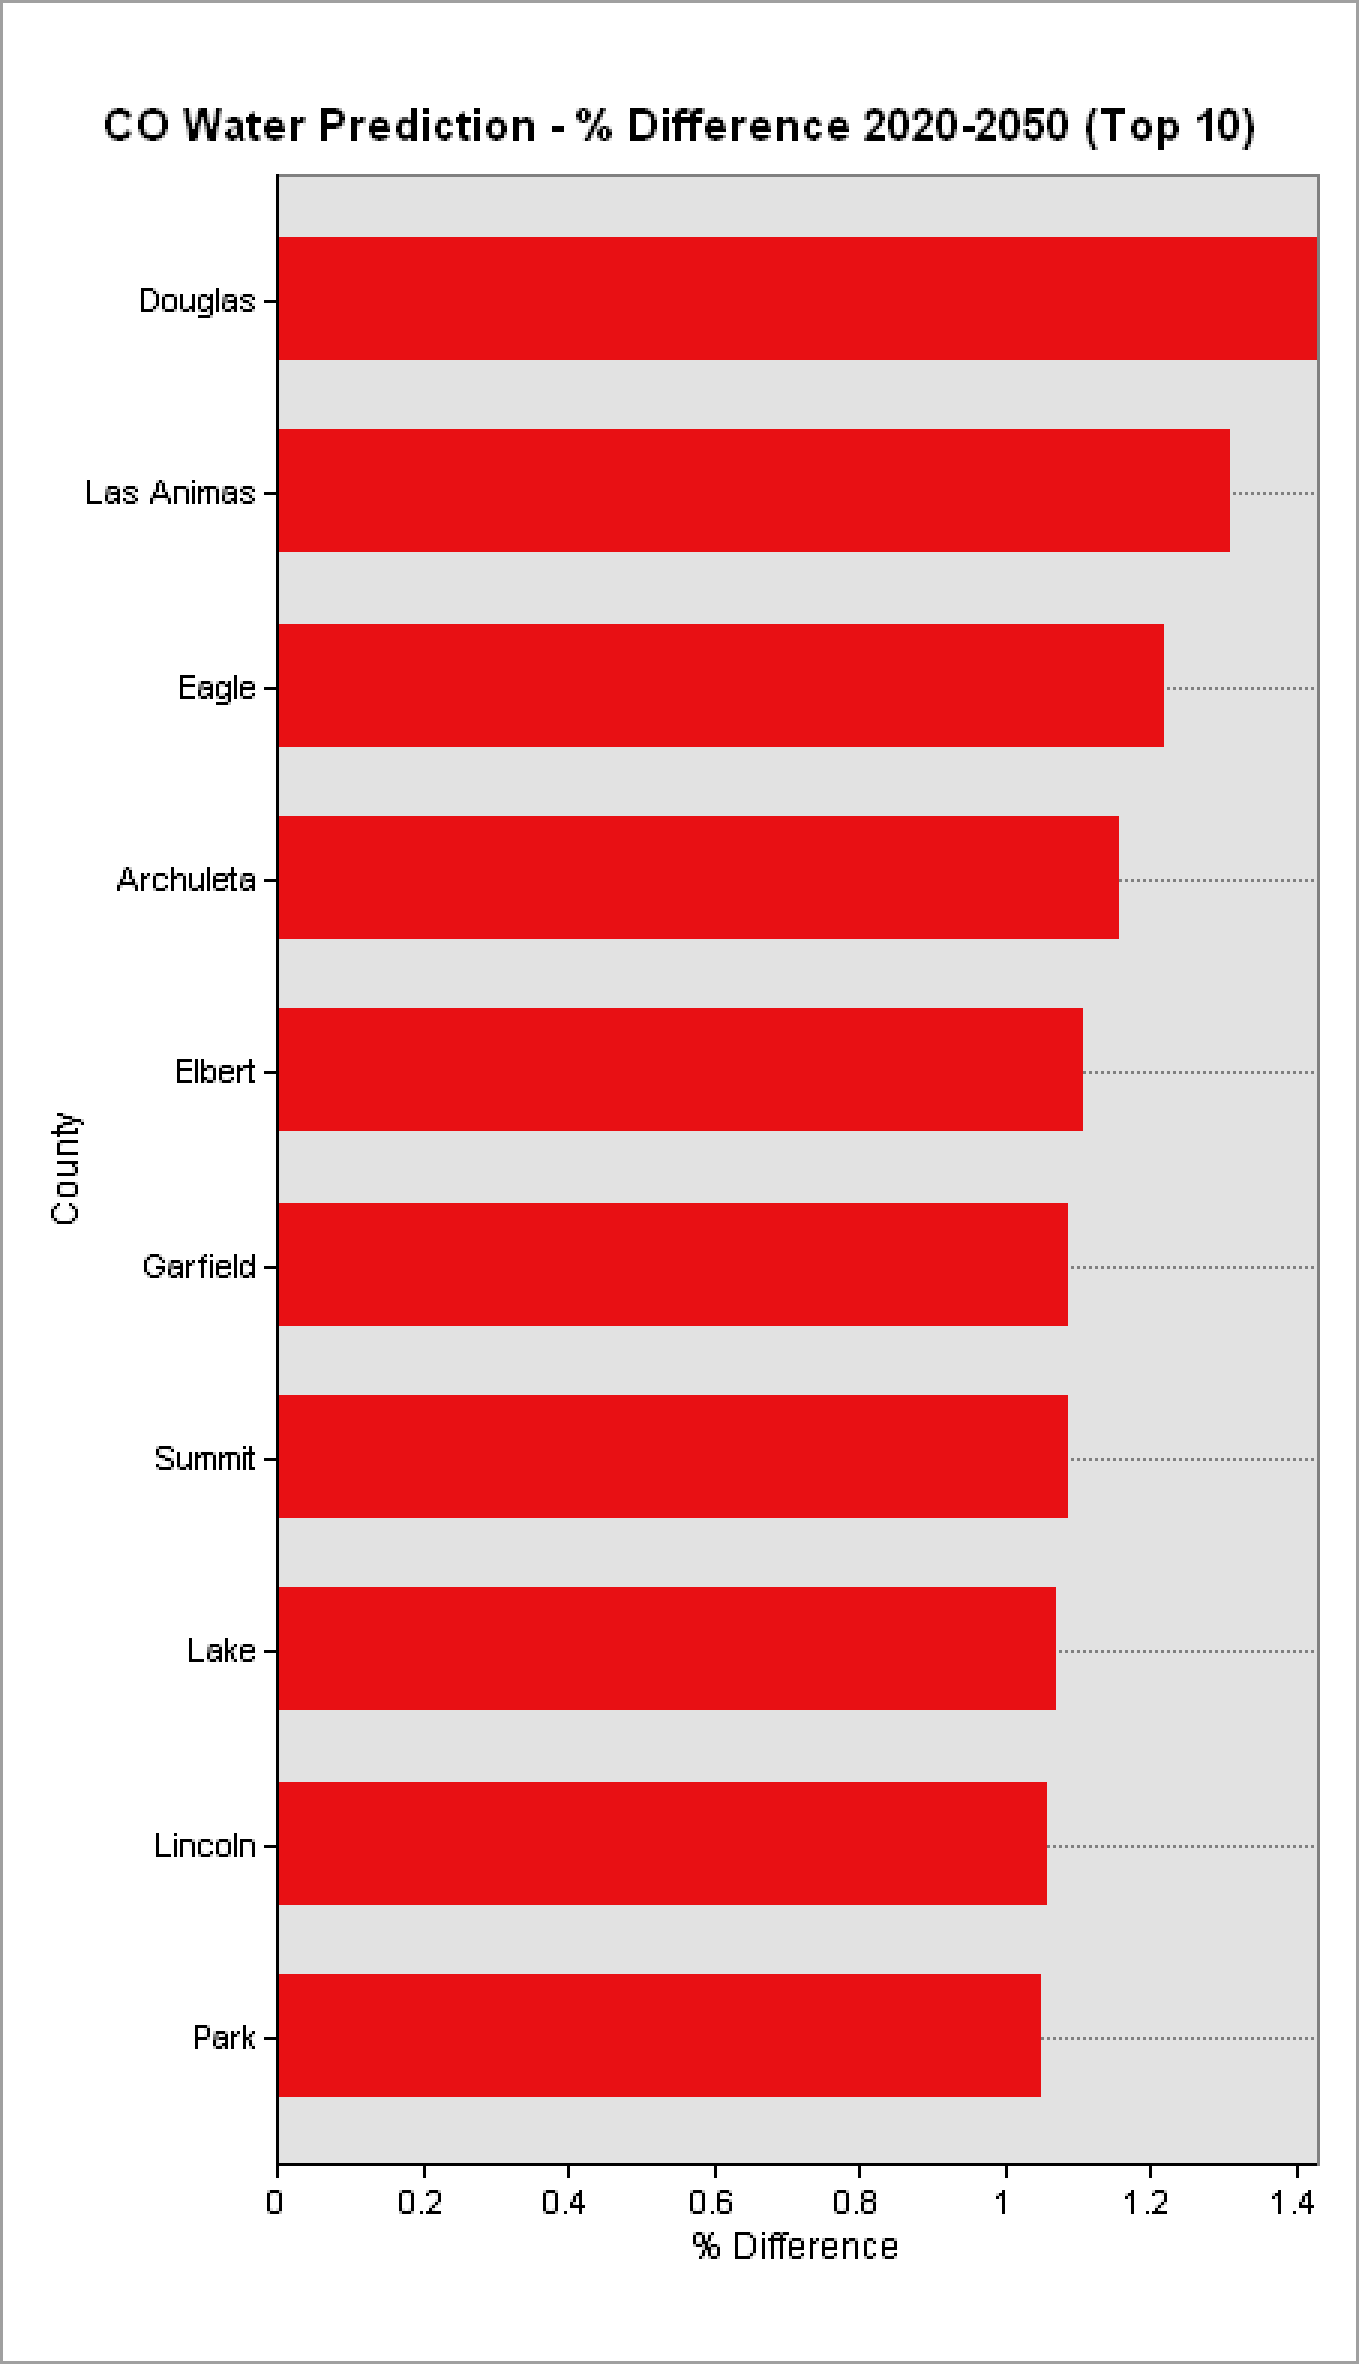 CO Water Prediction - % Difference 2020-2050 (Top 10)
Douglas
Las Animas
Eagle
Archuleta
Elbert
County
Garfield
Summit
Lake
Lincoln
Park
0 0.2 0.4 0.6 0.8 1 1.2 1.4
% Difference